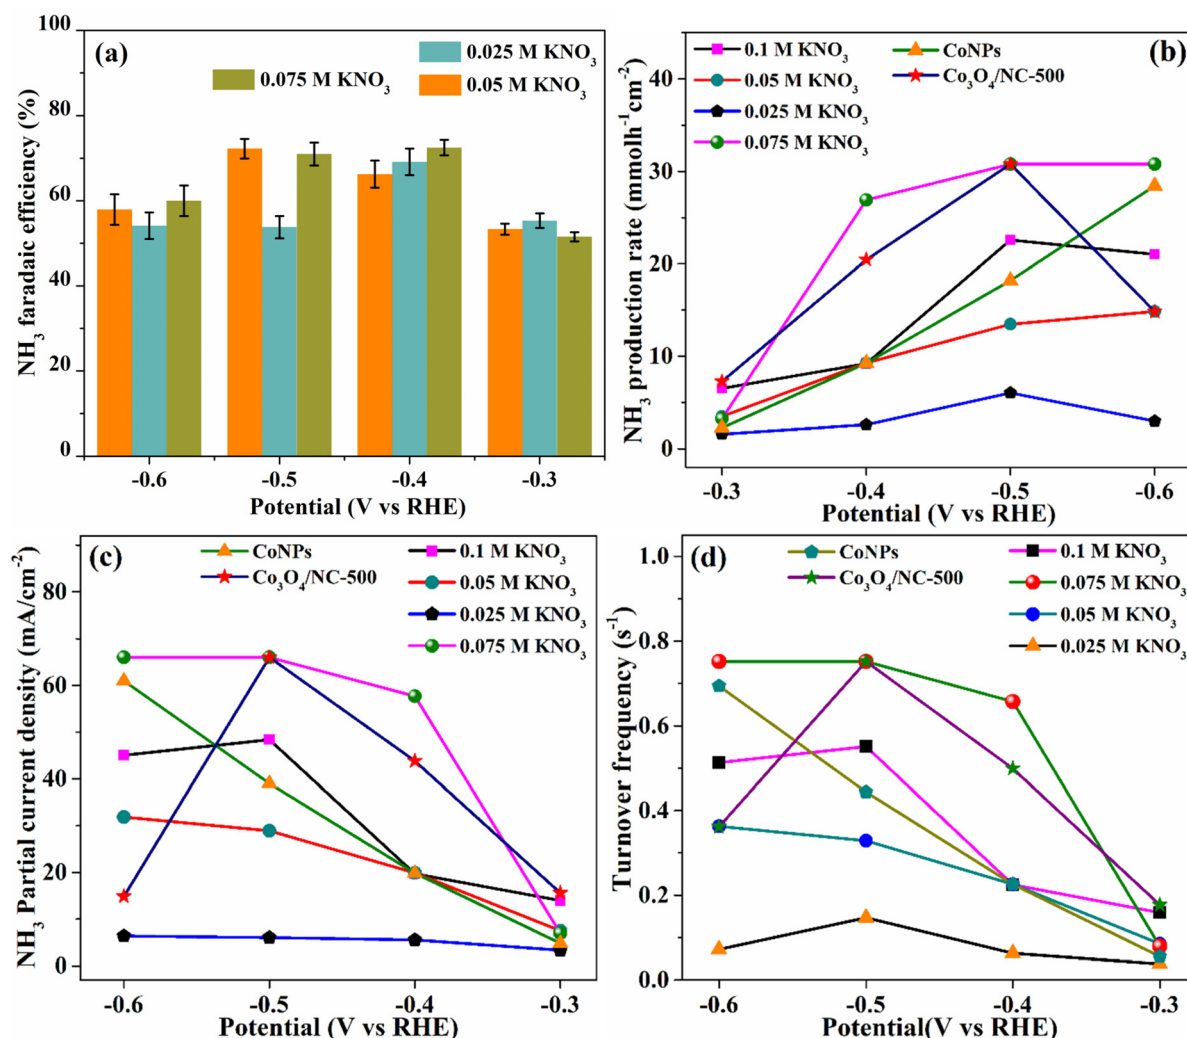 (a)
0.025 M KNO₃
0.075 M KNO₃
0.05 M KNO₃
NH₃ faradaic efficiency (%)
100
80
60
40
20
0
-0.6 -0.5 -0.4 -0.3
Potential (V vs RHE)
(b)
0.1 M KNO₃
0.05 M KNO₃
0.025 M KNO₃
0.075 M KNO₃
CoNPs
Co₃O₄/NC-500
NH₃ production rate (mmolh⁻¹cm⁻²)
40
30
20
10
0
-0.3 -0.4 -0.5 -0.6
Potential (V vs RHE)
(c)
CoNPs
Co₃O₄/NC-500
0.1 M KNO₃
0.05 M KNO₃
0.025 M KNO₃
0.075 M KNO₃
NH₃ Partial current density (mA/cm⁻²)
80
60
40
20
0
-0.6 -0.5 -0.4 -0.3
Potential (V vs RHE)
(d)
CoNPs
Co₃O₄/NC-500
0.1 M KNO₃
0.075 M KNO₃
0.05 M KNO₃
0.025 M KNO₃
Turnover frequency (s⁻¹)
1.0
0.8
0.6
0.4
0.2
0.0
-0.6 -0.5 -0.4 -0.3
Potential(V vs RHE)